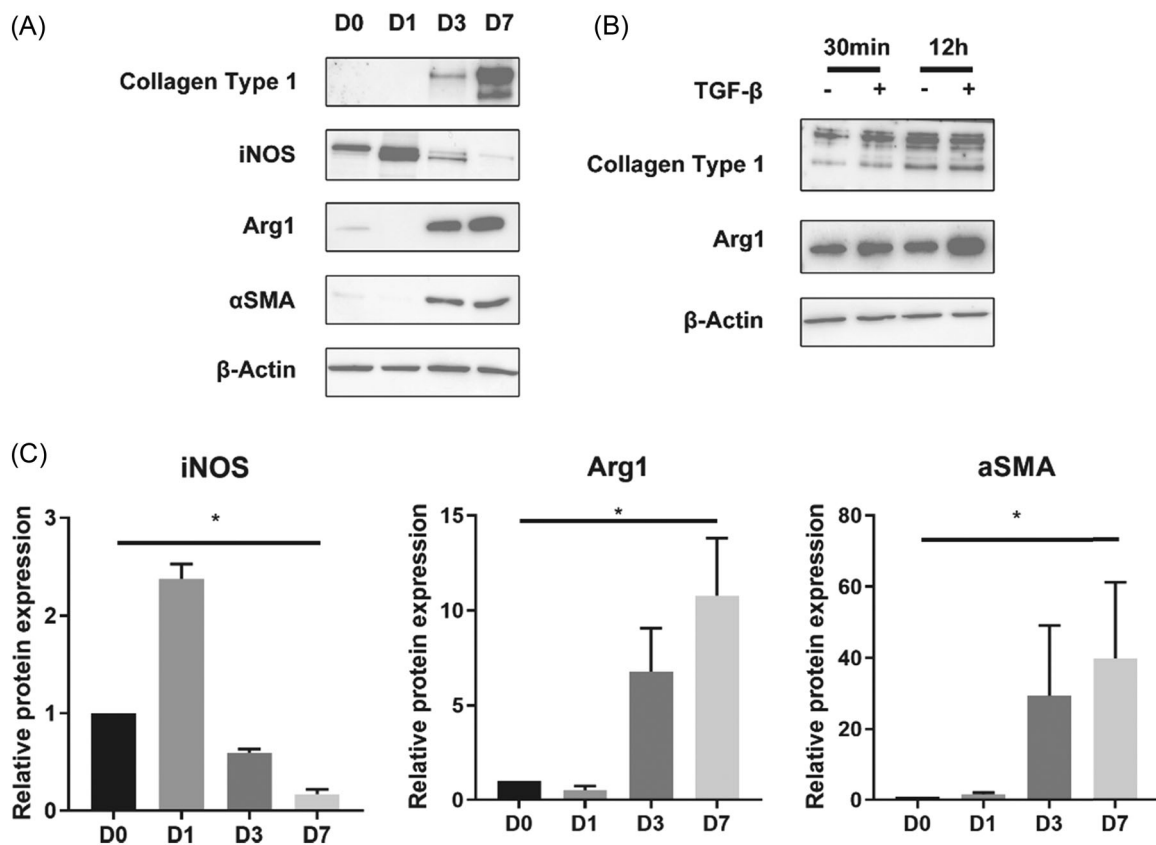 (A)
D0 D1 D3 D7
Collagen Type 1
iNOS
Arg1
αSMA
β-Actin
(B)
30min 12h
TGF-β - + - +
Collagen Type 1
Arg1
β-Actin
(C)
iNOS
Relative protein expression
3
2
1
0
*
D0 D1 D3 D7
Arg1
Relative protein expression
15
10
5
0
*
D0 D1 D3 D7
aSMA
Relative protein expression
80
60
40
20
0
*
D0 D1 D3 D7